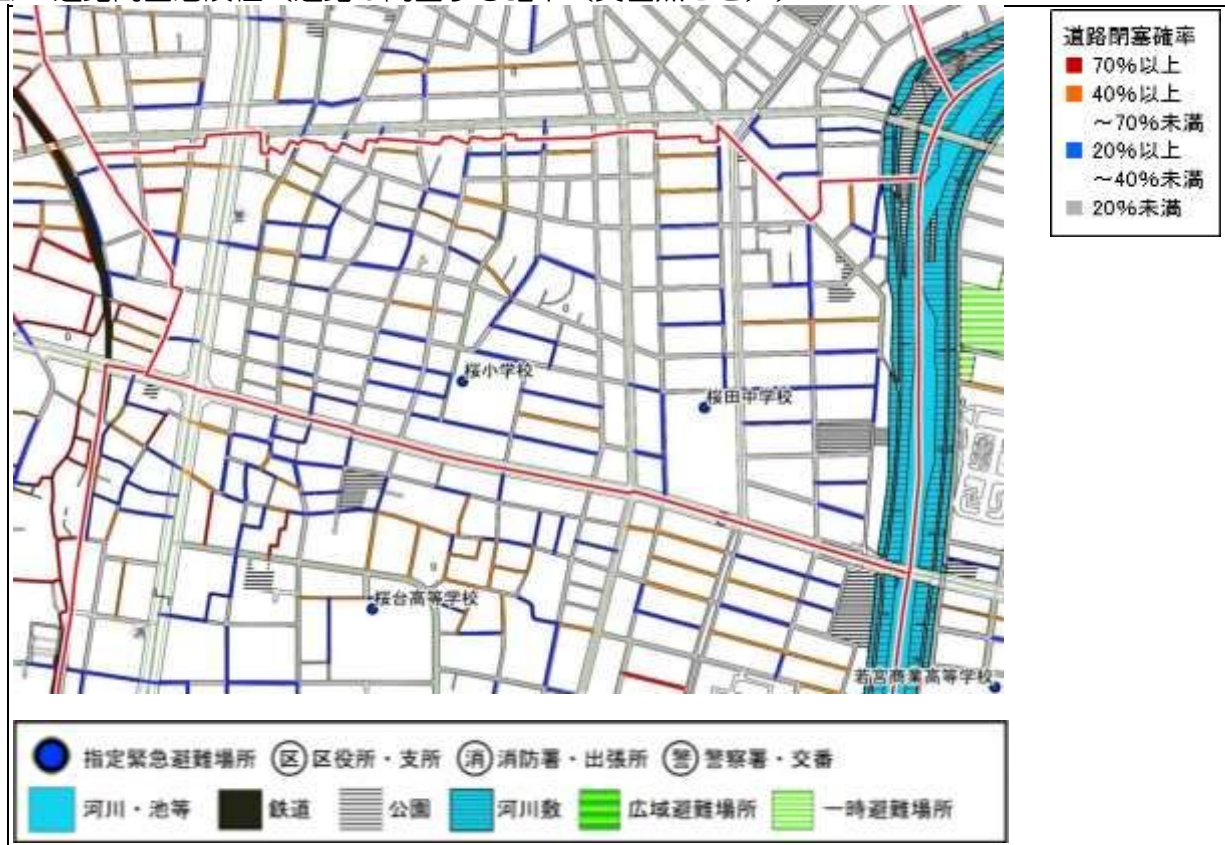 道路閉塞確率
70%以上
40%以上
～70%未満
20%以上
～40%未満
20%未満
桜小学校
桜田中学校
桜台高等学校
若宮商業高等学校
指定緊急避難場所 区 区役所・支所 消 消防署・出張所 警 警察署・交番
河川・池等 鉄道 公園 河川敷 広域避難場所 一時避難場所